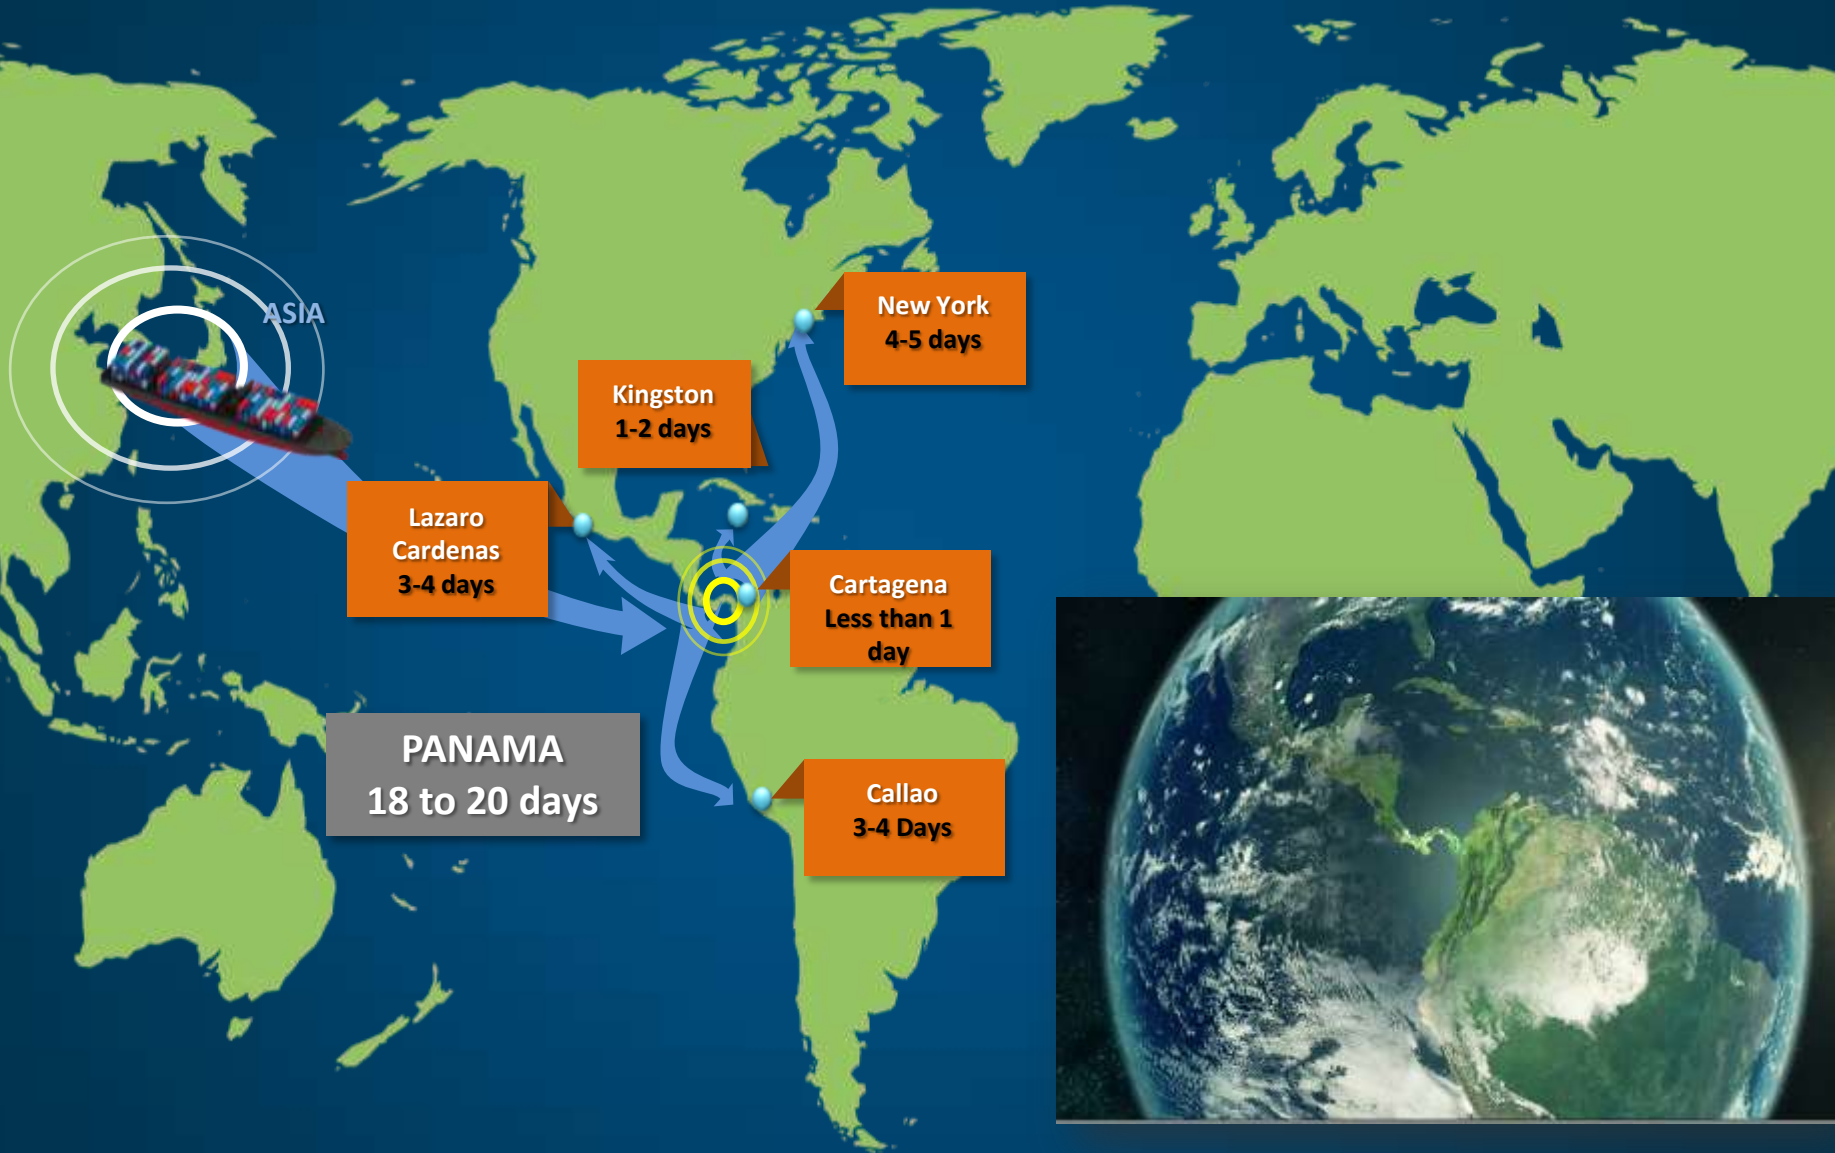 ASIA
New York
4-5 days
Kingston
1-2 days
Lazaro
Cardenas
3-4 days
Cartagena
Less than 1
day
PANAMA
18 to 20 days
Callao
3-4 Days